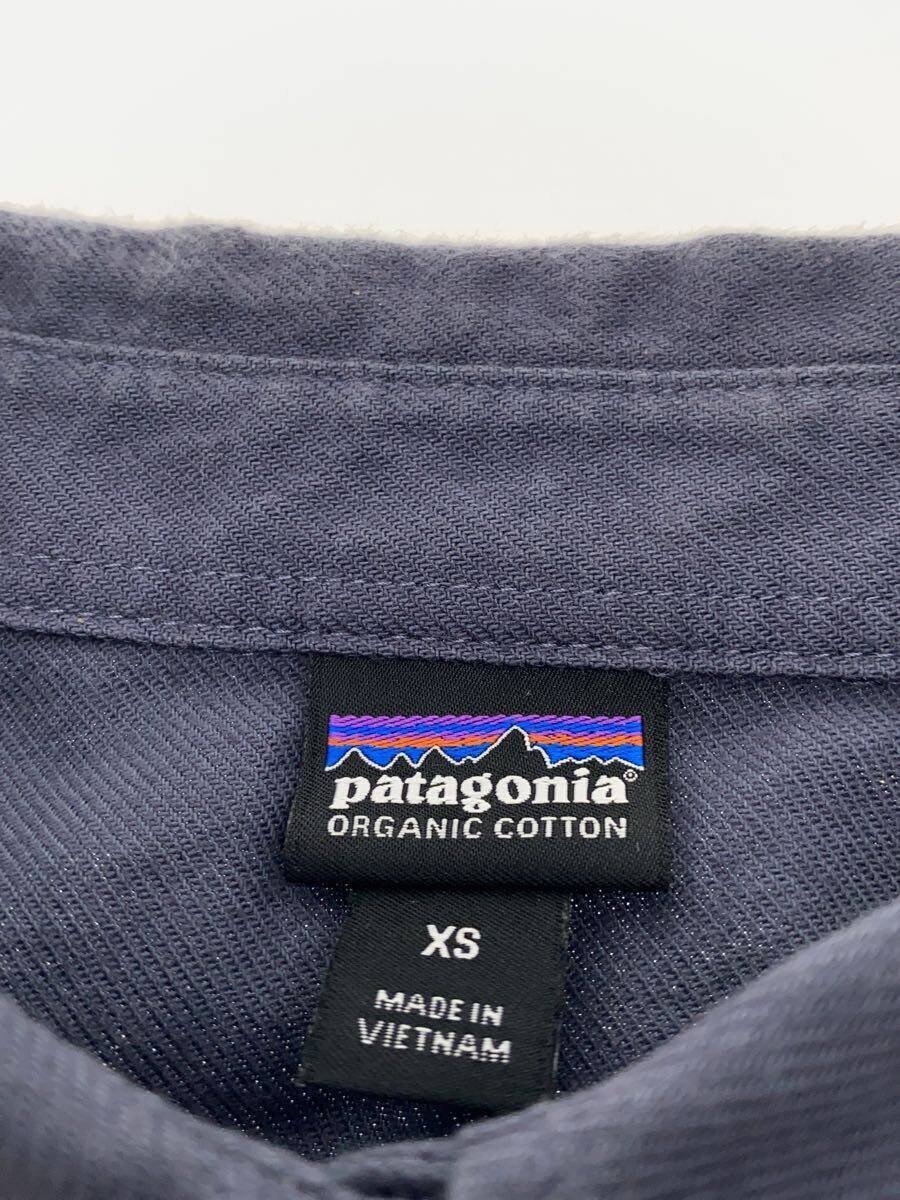 patagonia®
ORGANIC COTTON
XS
MADE IN
VIETNAM